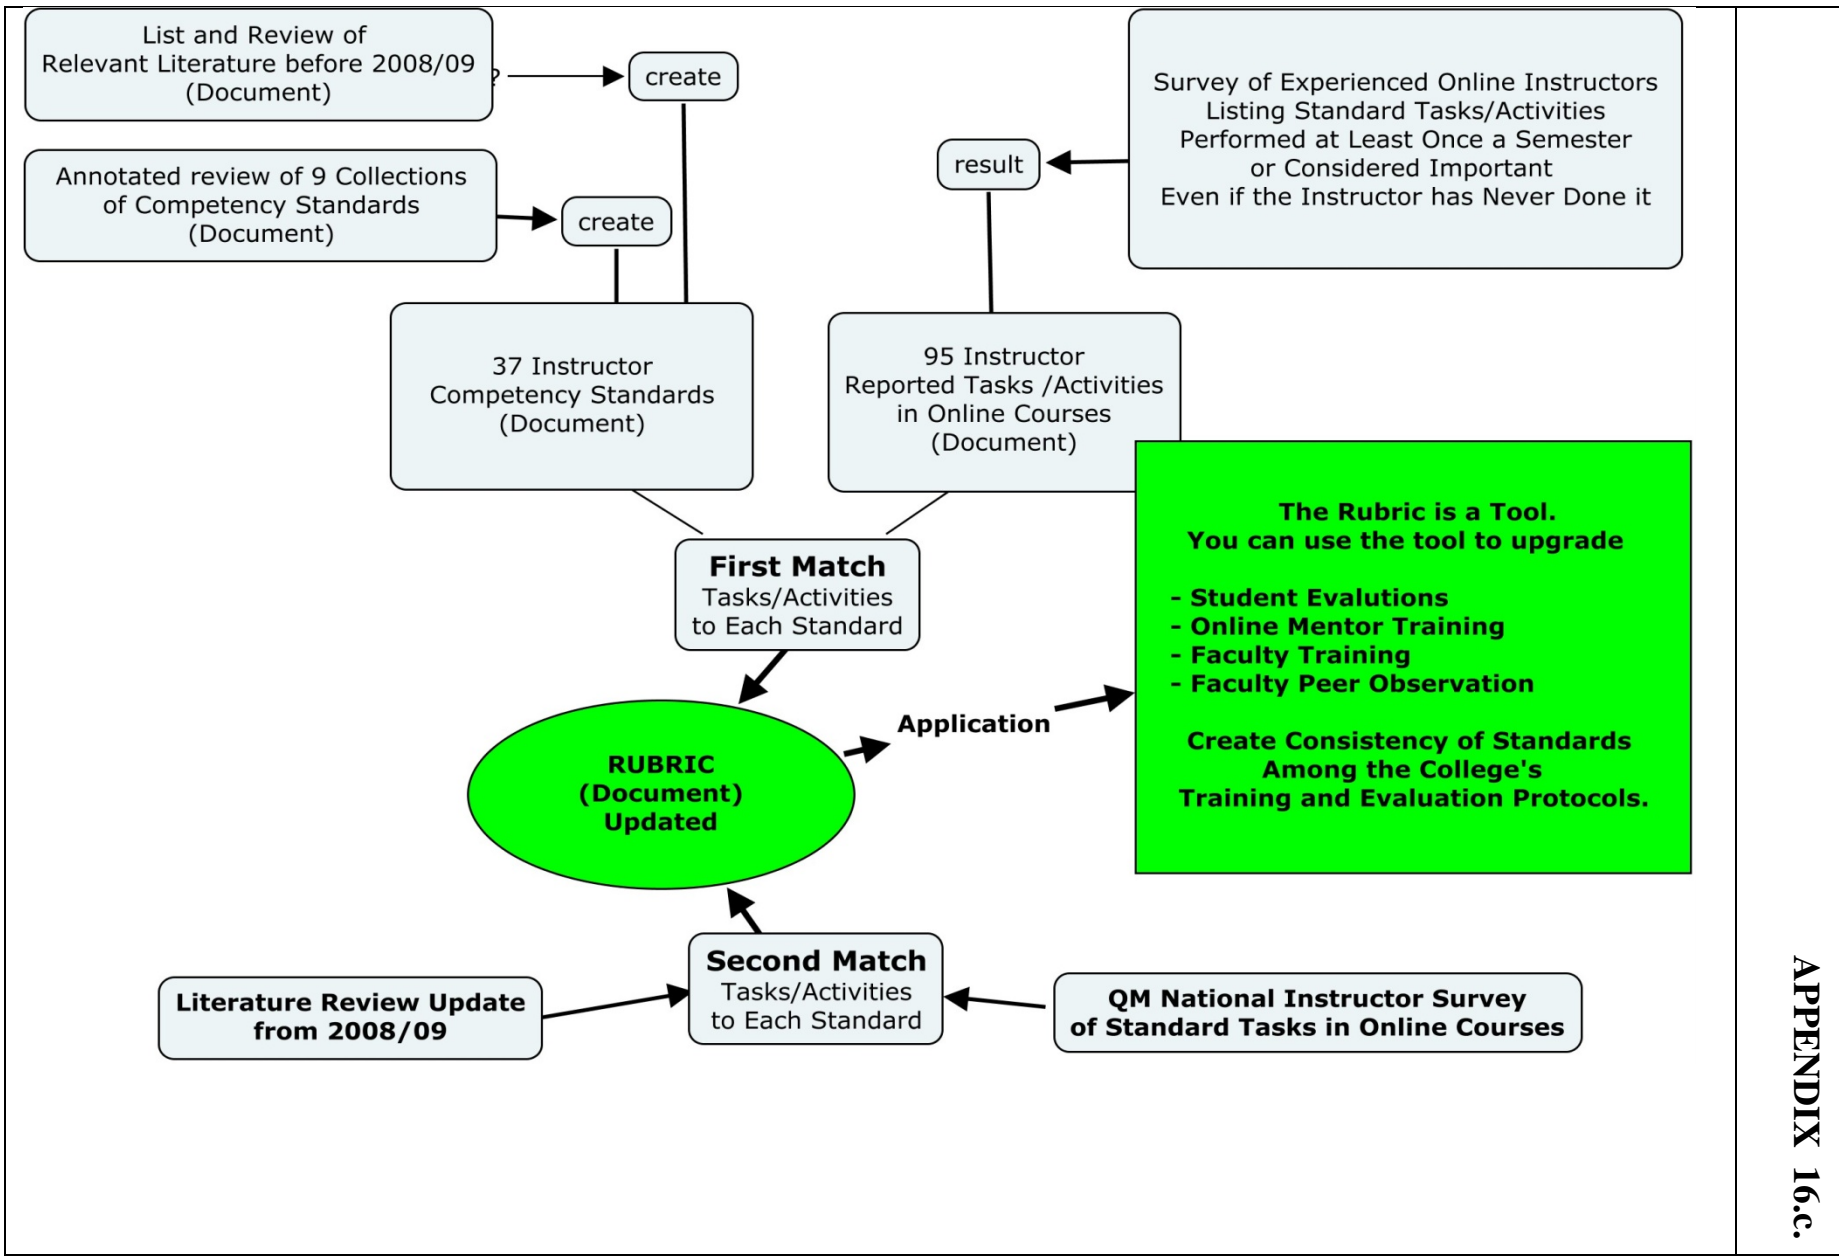 List and Review of
Relevant Literature before 2008/09
(Document)
?
create
Annotated review of 9 Collections
of Competency Standards
(Document)
create
Survey of Experienced Online Instructors
Listing Standard Tasks/Activities
Performed at Least Once a Semester
or Considered Important
Even if the Instructor has Never Done it
result
37 Instructor
Competency Standards
(Document)
95 Instructor
Reported Tasks /Activities
in Online Courses
(Document)
First Match
Tasks/Activities
to Each Standard
RUBRIC
(Document)
Updated
Application
The Rubric is a Tool.
You can use the tool to upgrade
- Student Evalutions
- Online Mentor Training
- Faculty Training
- Faculty Peer Observation
Create Consistency of Standards
Among the College's
Training and Evaluation Protocols.
Second Match
Tasks/Activities
to Each Standard
Literature Review Update
from 2008/09
QM National Instructor Survey
of Standard Tasks in Online Courses
APPENDIX 16.c.